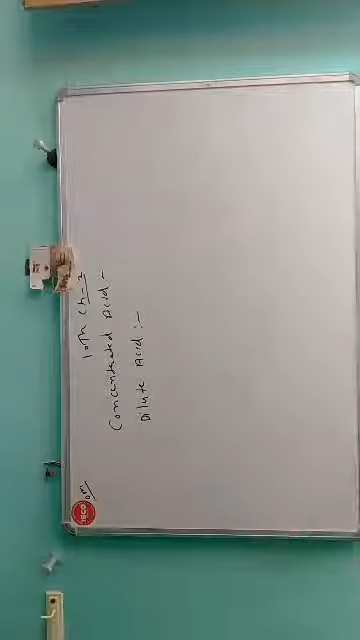 10th Ch-2
Concentrated Acid -
Dilute Acid :-